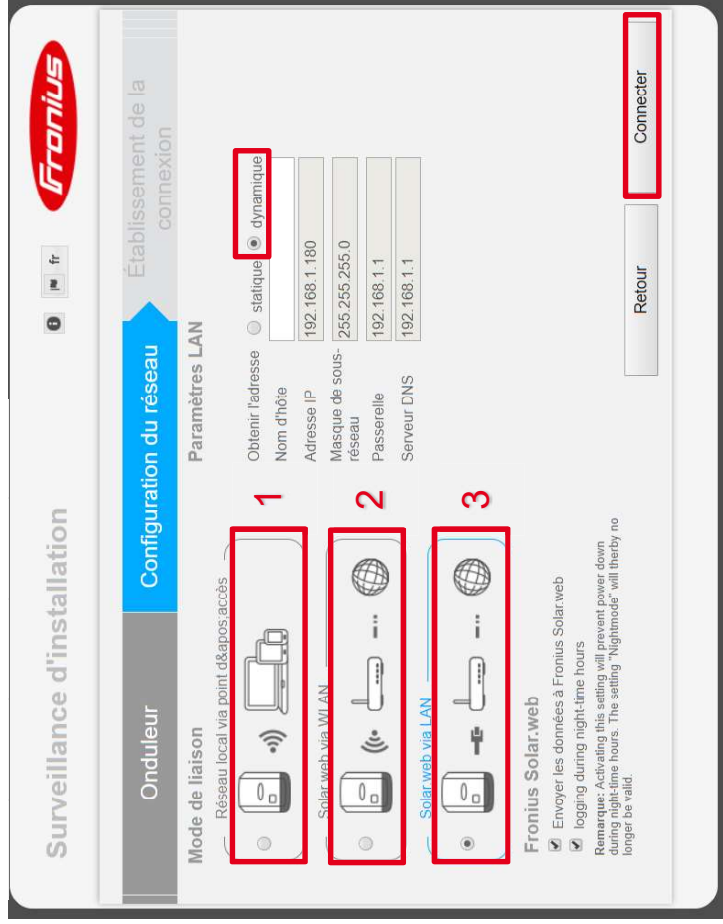 Surveillance d'installation
fr
Fronius
Onduleur
Configuration du réseau
Établissement de la
connexion
Mode de liaison
Réseau local via point d&apos;accès
1
Solar.web via WLAN
2
Solar.web via LAN
3
Paramètres LAN
Obtenir l'adresse
statique
dynamique
Nom d'hôte
Adresse IP
192.168.1.180
Masque de sous-
réseau
255.255.255.0
Passerelle
192.168.1.1
Serveur DNS
192.168.1.1
Fronius Solar.web
Envoyer les données à Fronius Solar.web
logging during night-time hours
Remarque: Activating this setting will prevent power down
during night-time hours. The setting "Nightmode" will therby no
longer be valid.
Retour
Connecter